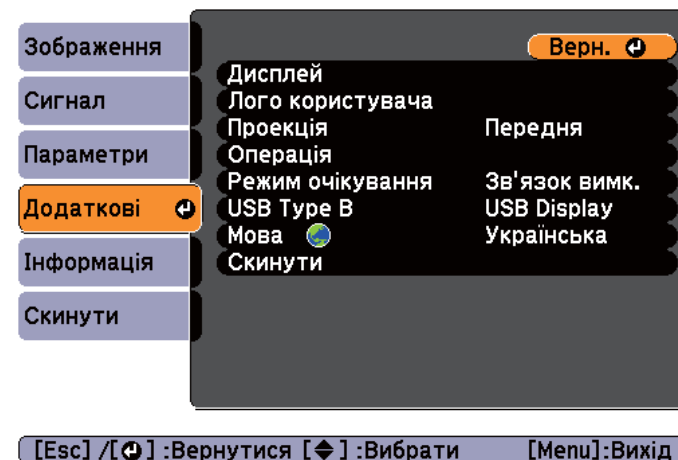 Зображення
Сигнал
Параметри
Додаткові
Інформація
Скинути
Верн.
Дисплей
Лого користувача
Проекція Передня
Операція
Режим очікування Зв'язок вимк.
USB Type B USB Display
Мова Українська
Скинути
[Esc] /[ ] :Вернутися [ ] :Вибрати [Menu]:Вихід